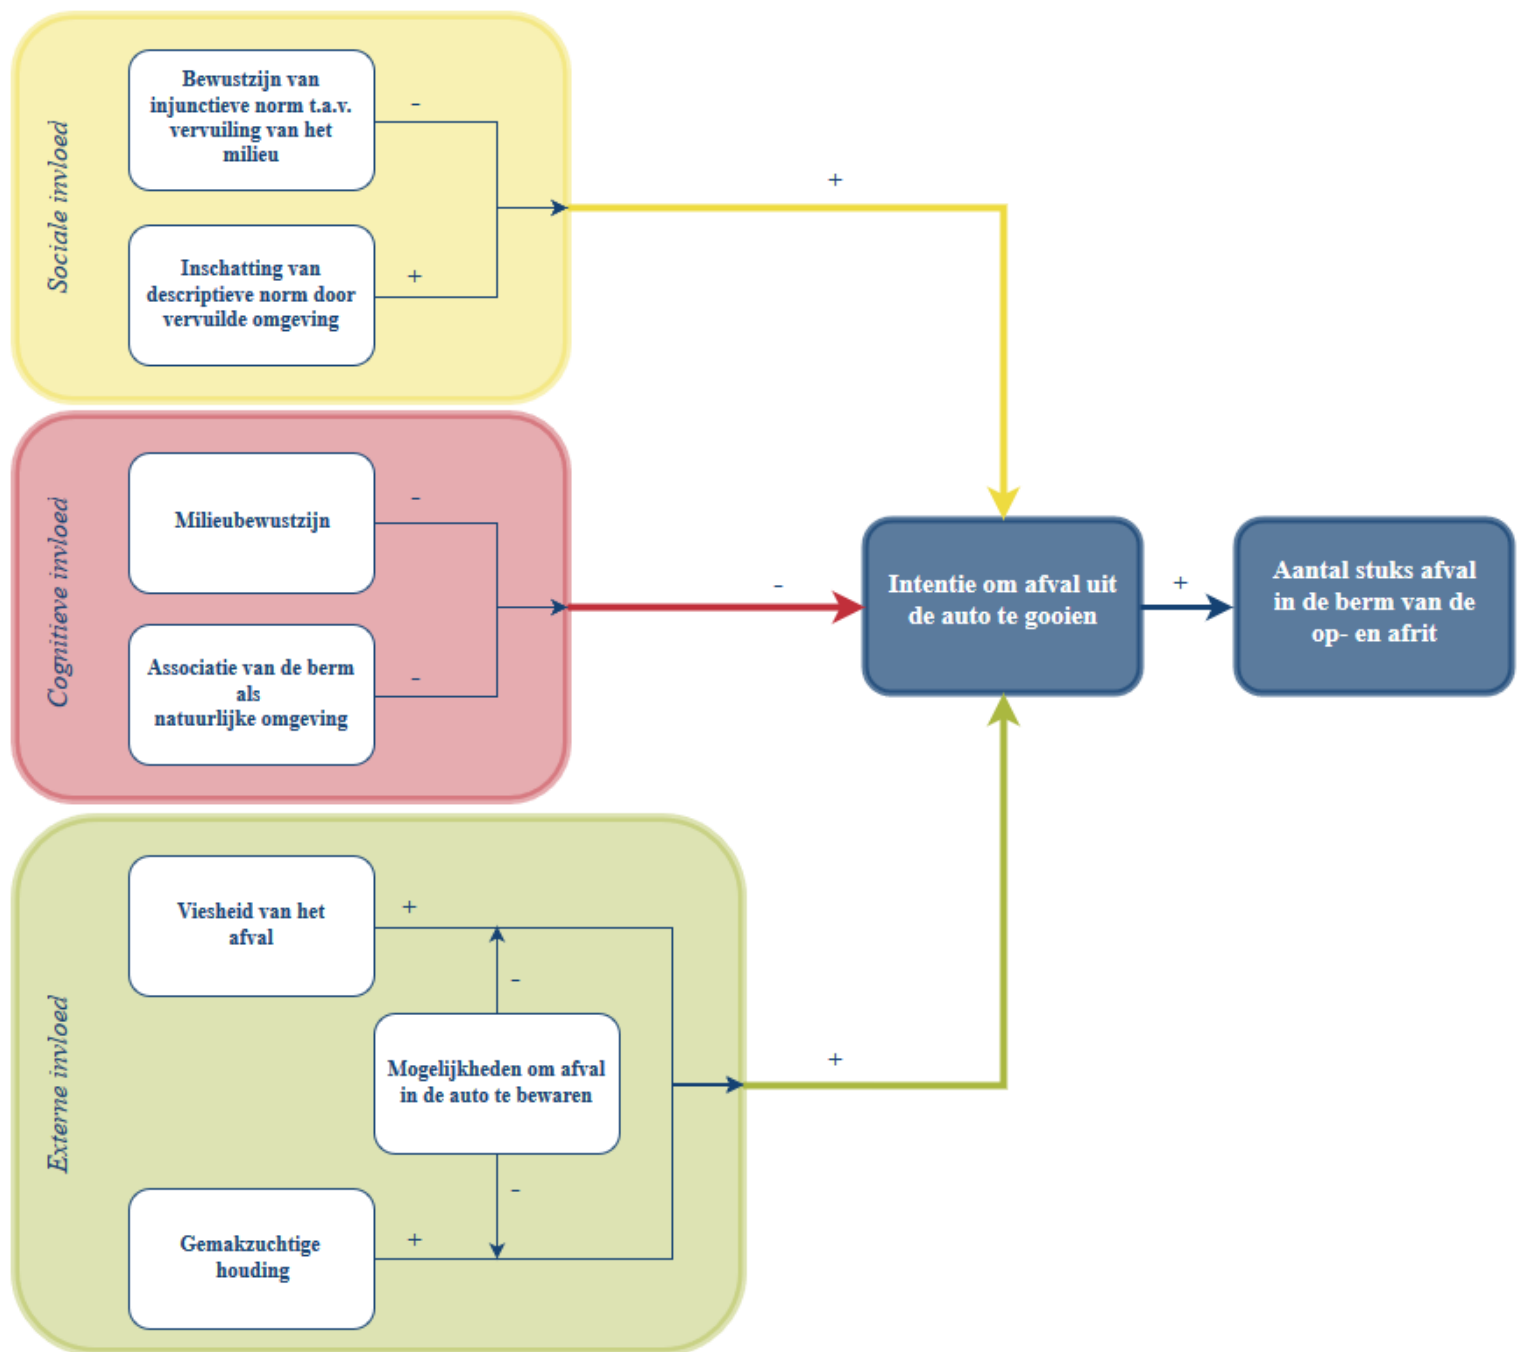 Sociale invloed
Bewustzijn van
injunctieve norm t.a.v.
vervuiling van het
milieu
-
Inschatting van
descriptieve norm door
vervuilde omgeving
+
+
Cognitieve invloed
Milieubewustzijn
-
Associatie van de berm
als
natuurlijke omgeving
-
-
Intentie om afval uit
de auto te gooien
+
Aantal stuks afval
in de berm van de
op- en afrit
Externe invloed
Viesheid van het
afval
+
-
Mogelijkheden om afval
in de auto te bewaren
-
Gemakzuchtige
houding
+
+